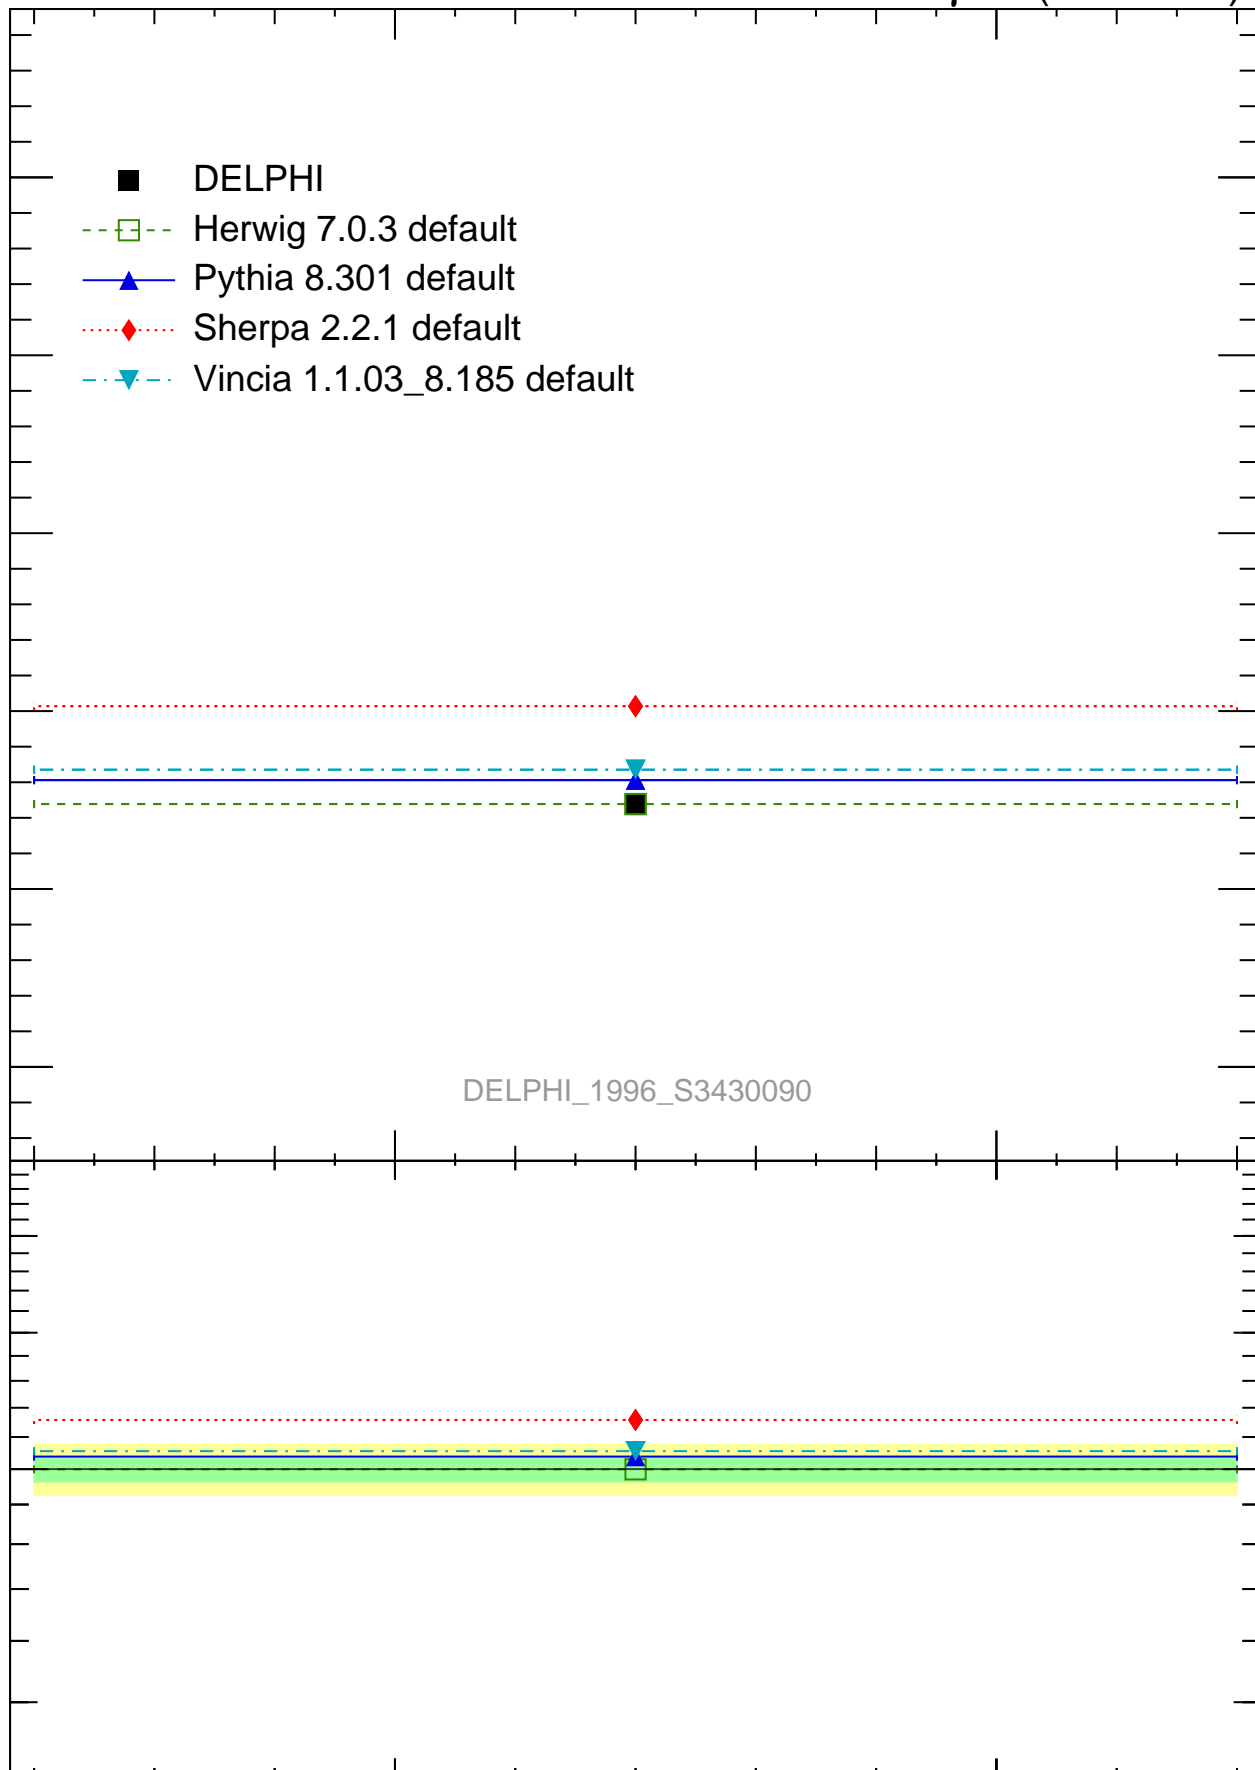 DELPHI
Herwig 7.0.3 default
Pythia 8.301 default
Sherpa 2.2.1 default
Vincia 1.1.03_8.185 default
DELPHI_1996_S3430090